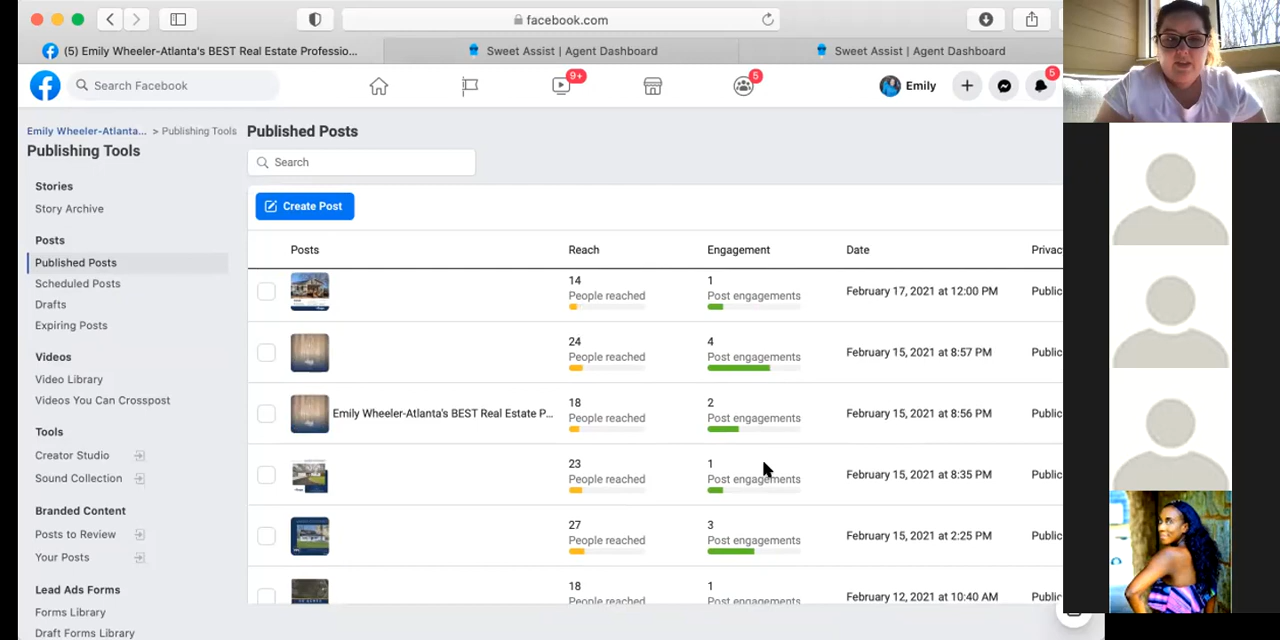 facebook.com
(5) Emily Wheeler-Atlanta's BEST Real Estate Professio...
Sweet Assist | Agent Dashboard
Sweet Assist | Agent Dashboard
Search Facebook
9+
5
Emily
5
Emily Wheeler-Atlanta... > Publishing Tools
Publishing Tools
Stories
Story Archive
Posts
Published Posts
Scheduled Posts
Drafts
Expiring Posts
Videos
Video Library
Videos You Can Crosspost
Tools
Creator Studio
Sound Collection
Branded Content
Posts to Review
Your Posts
Lead Ads Forms
Forms Library
Draft Forms Library
Published Posts
Search
Create Post
Posts Reach Engagement Date Privac
14 1
People reached Post engagements February 17, 2021 at 12:00 PM Public
24 4
People reached Post engagements February 15, 2021 at 8:57 PM Public
18 2
Emily Wheeler-Atlanta's BEST Real Estate P... People reached Post engagements February 15, 2021 at 8:56 PM Public
23 1
People reached Post engagements February 15, 2021 at 8:35 PM Public
27 3
People reached Post engagements February 15, 2021 at 2:25 PM Public
18 1
People reached Post engagements February 12, 2021 at 10:40 AM Public